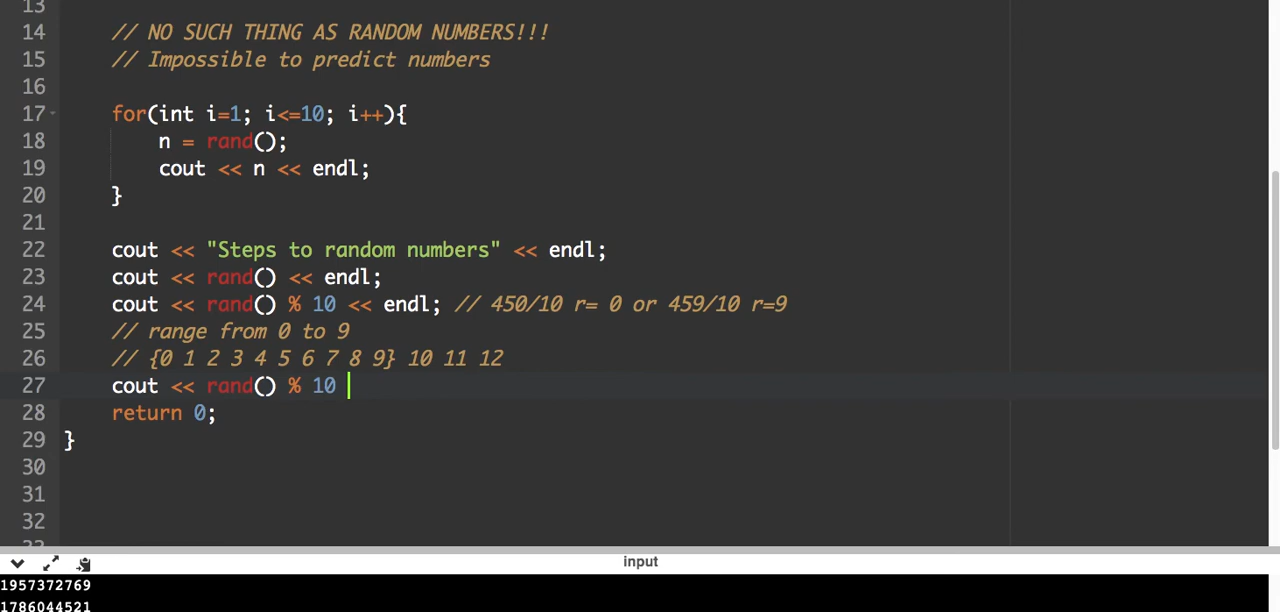 13
14 // NO SUCH THING AS RANDOM NUMBERS!!!
15 // Impossible to predict numbers
16
17 for(int i=1; i<=10; i++){
18 n = rand();
19 cout << n << endl;
20 }
21
22 cout << "Steps to random numbers" << endl;
23 cout << rand() << endl;
24 cout << rand() % 10 << endl; // 450/10 r= 0 or 459/10 r=9
25 // range from 0 to 9
26 // {0 1 2 3 4 5 6 7 8 9} 10 11 12
27 cout << rand() % 10
28 return 0;
29 }
30
31
32
33
input
1957372769
1786044521